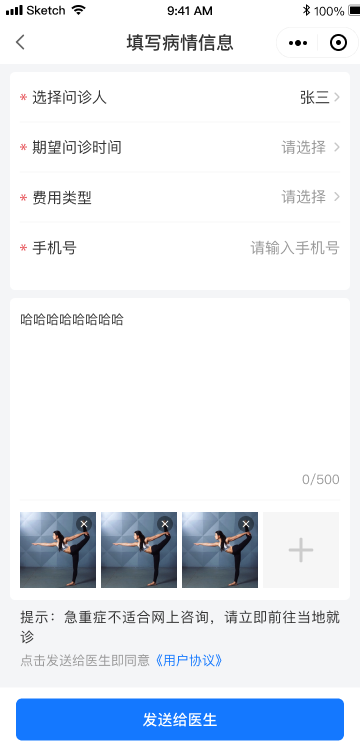 Sketch 9:41 AM 100%
填写病情信息
* 选择问诊人 张三
* 期望问诊时间 请选择
* 费用类型 请选择
* 手机号 请输入手机号
哈哈哈哈哈哈哈哈
0/500
提示：急重症不适合网上咨询，请立即前往当地就
诊
点击发送给医生即同意《用户协议》
发送给医生